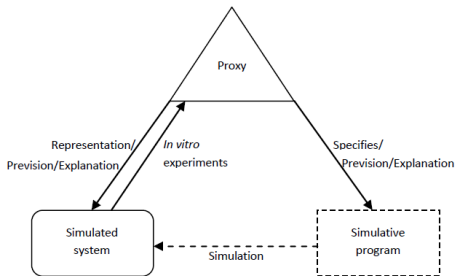 Proxy
Representation/
Prevision/Explanation
In vitro
experiments
Specifies/
Prevision/Explanation
Simulated
system
Simulation
Simulative
program